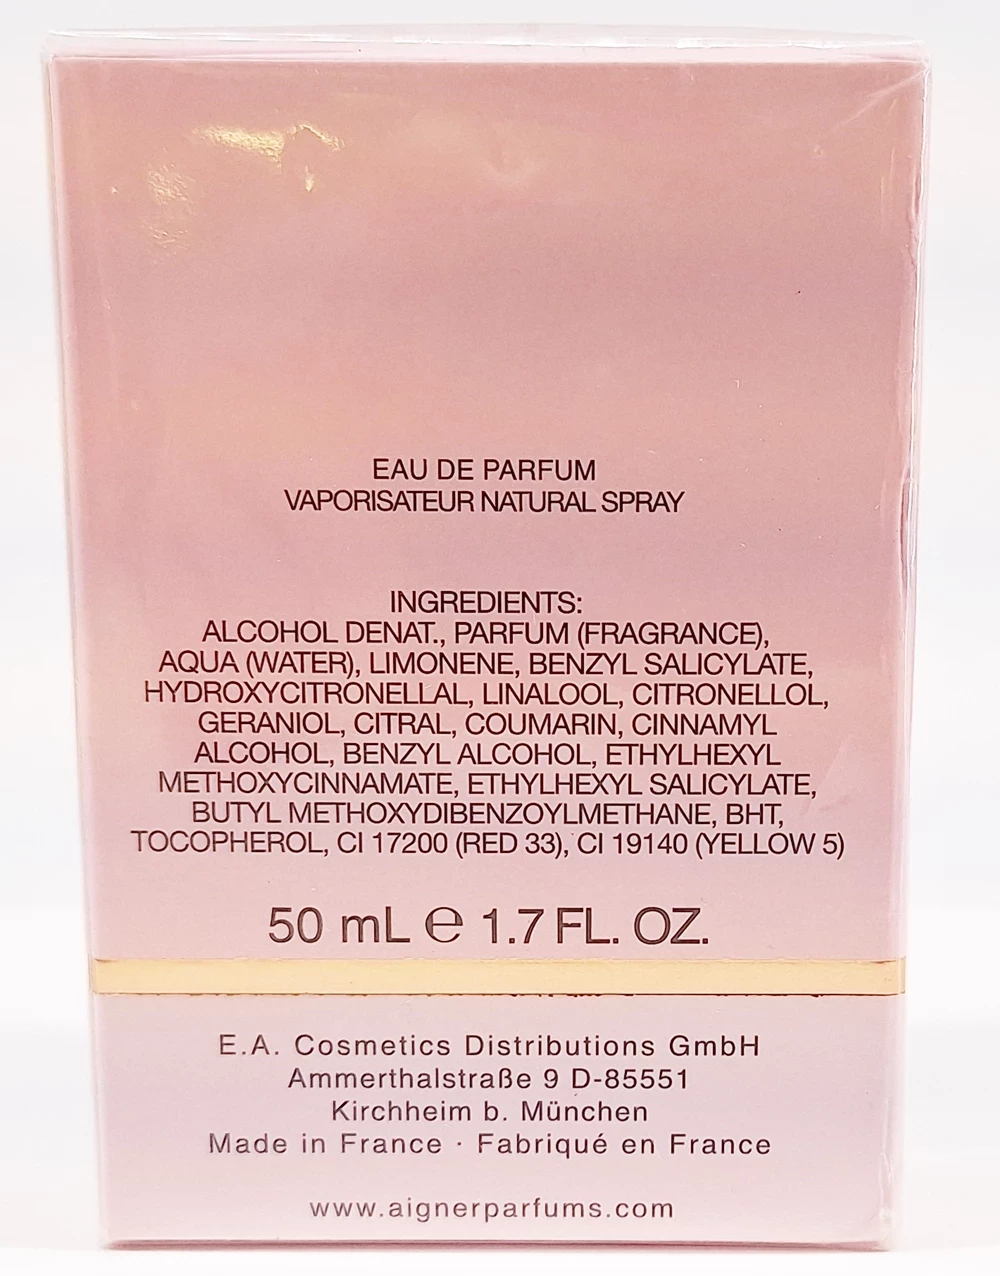 EAU DE PARFUM
VAPORISATEUR NATURAL SPRAY
INGREDIENTS:
ALCOHOL DENAT., PARFUM (FRAGRANCE),
AQUA (WATER), LIMONENE, BENZYL SALICYLATE,
HYDROXYCITRONELLAL, LINALOOL, CITRONELLOL,
GERANIOL, CITRAL, COUMARIN, CINNAMYL
ALCOHOL, BENZYL ALCOHOL, ETHYLHEXYL
METHOXYCINNAMATE, ETHYLHEXYL SALICYLATE,
BUTYL METHOXYDIBENZOYLMETHANE, BHT,
TOCOPHEROL, CI 17200 (RED 33), CI 19140 (YELLOW 5)
50 mL ℮ 1.7 FL. OZ.
E.A. Cosmetics Distributions GmbH
Ammerthalstraße 9 D-85551
Kirchheim b. München
Made in France · Fabriqué en France
www.aignerparfums.com